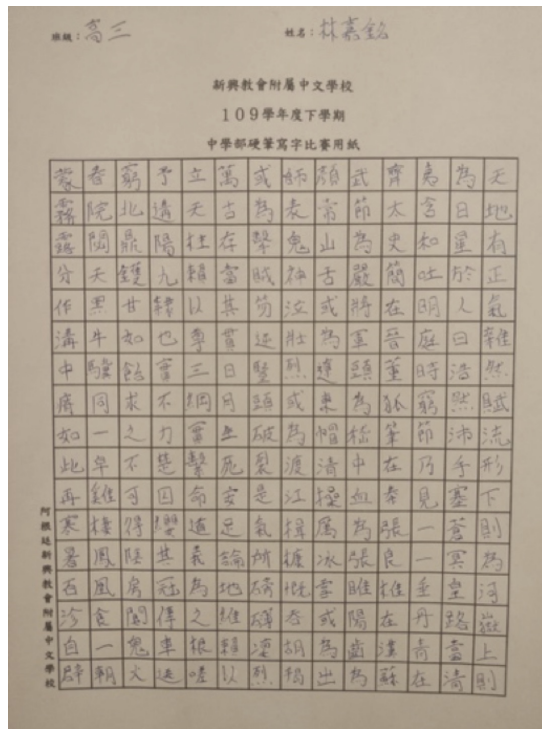 班級：高三
姓名：林嘉銘
新興教會附屬中文學校
109學年度下學期
中學部硬筆寫字比賽用紙
天地有正氣雜然賦流形下則為河嶽上則
為日星於人曰浩然沛乎塞蒼冥皇路當清
夷含和吐明庭時窮節乃見一一垂丹青在
齊太史簡在晉董狐筆在秦張良椎在漢蘇
武節為嚴將軍頭為嵇中血為張睢陽齒為
顏常山舌或為遼東帽清操厲冰雪或為出
師表鬼神泣壯烈或為渡江楫慷慨吞胡羯
或為擊賊笏逆豎頭破裂是氣所磅礡凜烈
萬古存當其貫日月生死安足論地維賴以
立天柱賴以尊三綱實繫命道義為之根嗟
予遘陽九隸也實不力楚囚纓其冠傳車送
窮北鼎鑊甘如飴求之不可得陰房闃鬼火
春院閟天黑牛驥同一皁雞棲鳳凰食一朝
蒙霧露分作溝中瘠如此再寒暑百沴自辟
阿根廷新興教會附屬中文學校